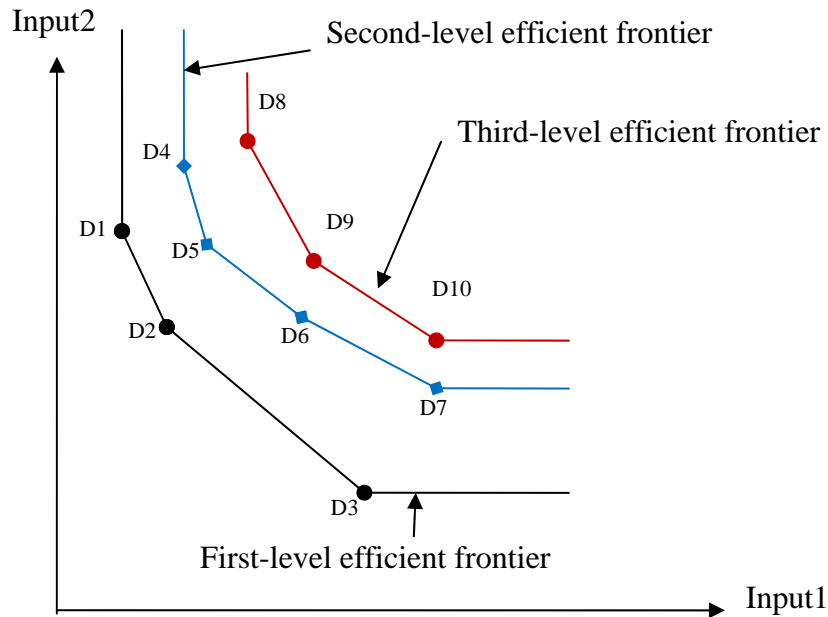 Input2
Second-level efficient frontier
D8
Third-level efficient frontier
D4
D9
D1
D5
D10
D2
D6
D7
D3
First-level efficient frontier
Input1